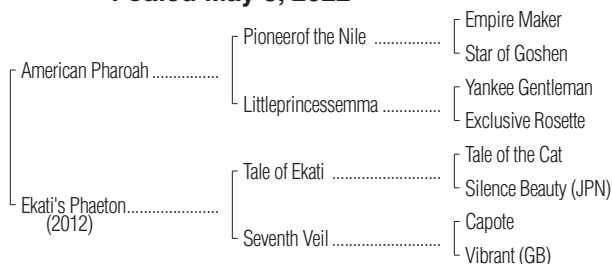 Foaled May 3, 2022
Empire Maker
Pioneerof the Nile ................
Star of Goshen
American Pharoah ................
Yankee Gentleman
Littleprincessemma ..............
Exclusive Rosette
Tale of the Cat
Tale of Ekati ..........................
Silence Beauty (JPN)
Ekati's Phaeton......................
(2012)
Capote
Seventh Veil ..........................
Vibrant (GB)